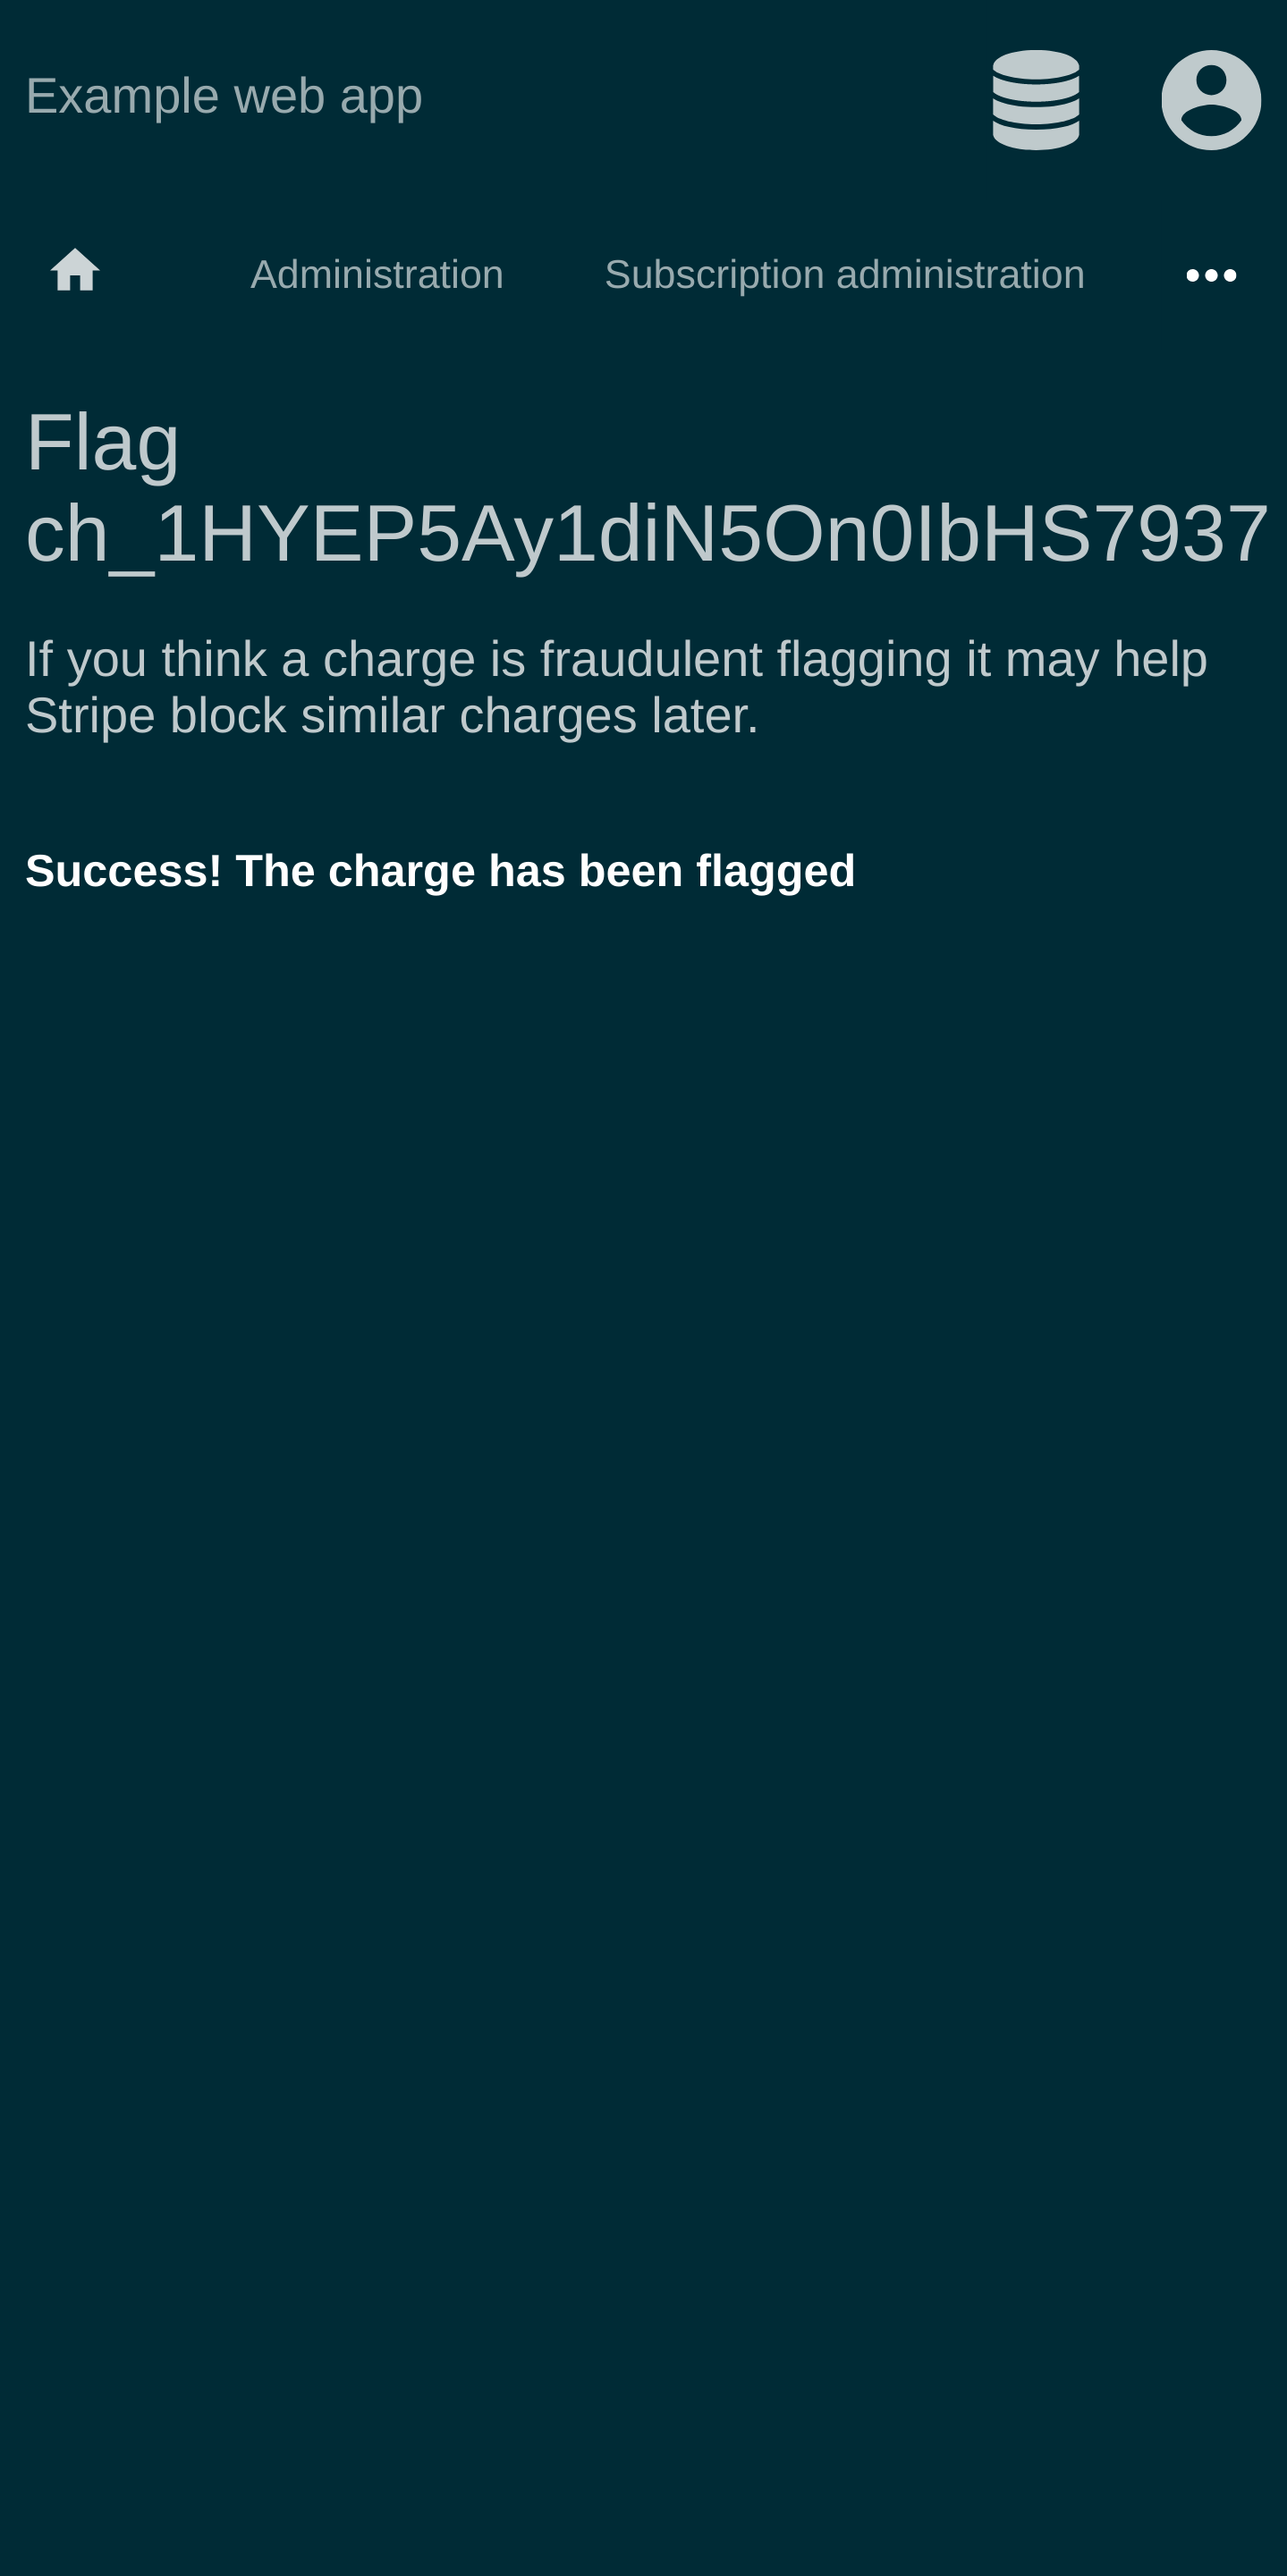 Example web app
Administration Subscription administration
Flag
ch_1HYEP5Ay1diN5On0IbHS7937
If you think a charge is fraudulent flagging it may help
Stripe block similar charges later.
Success! The charge has been flagged